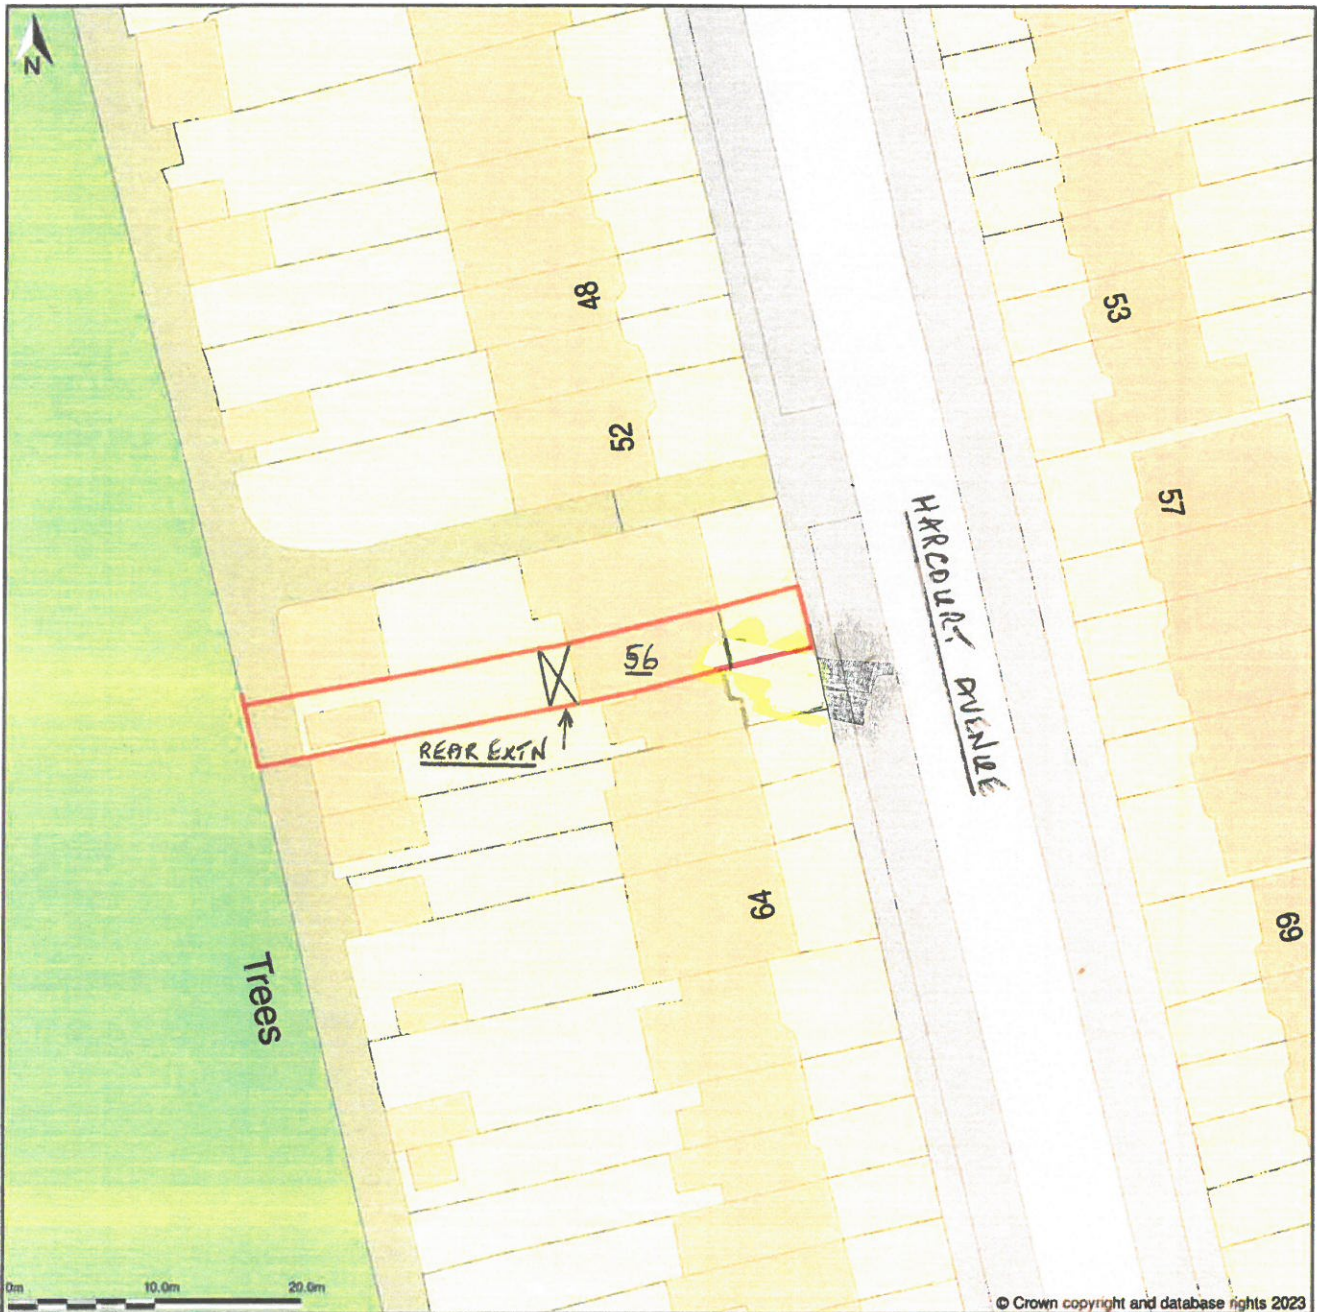 N
48
53
52
57
HARCOURT AVENUE
56
REAR EXTN
64
69
Trees
0m 10.0m 20.0m
© Crown copyright and database rights 2023